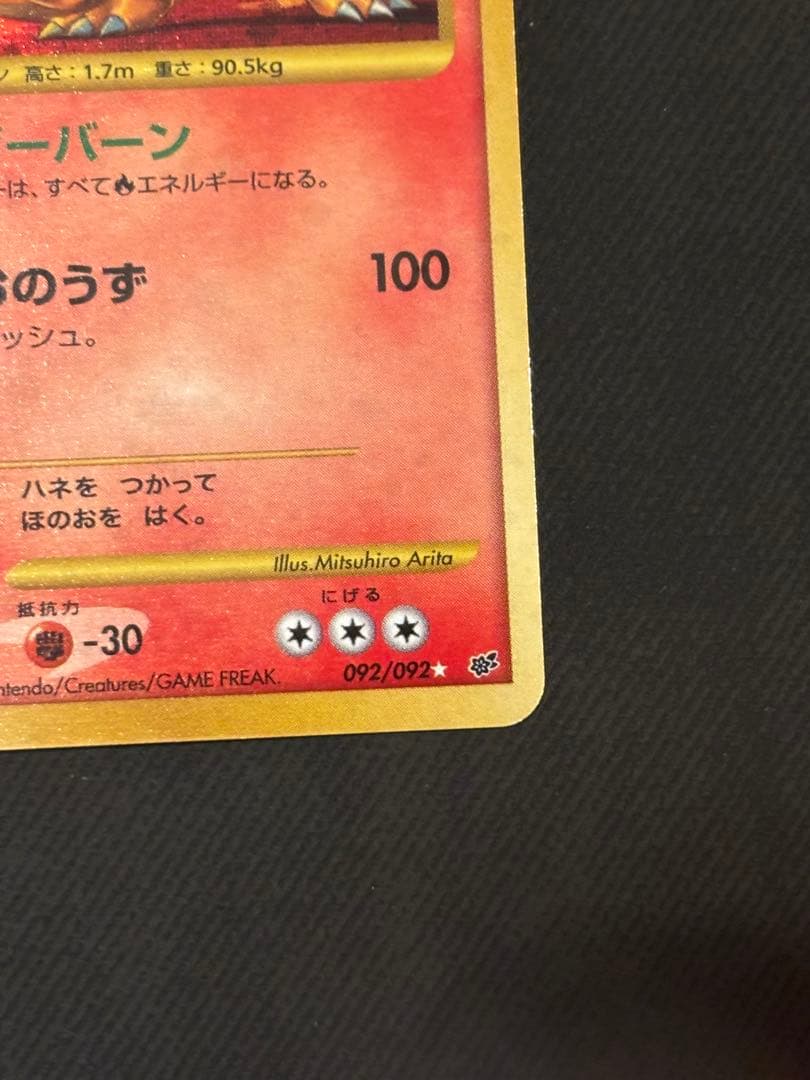 高さ：1.7m 重さ：90.5kg
ーバーン
は、すべて🔥エネルギーになる。
のうず 100
ッシュ。
ハネを つかって
ほのおを はく。
Illus.Mitsuhiro Arita
抵抗力 にげる
-30
ntendo/Creatures/GAME FREAK. 092/092★